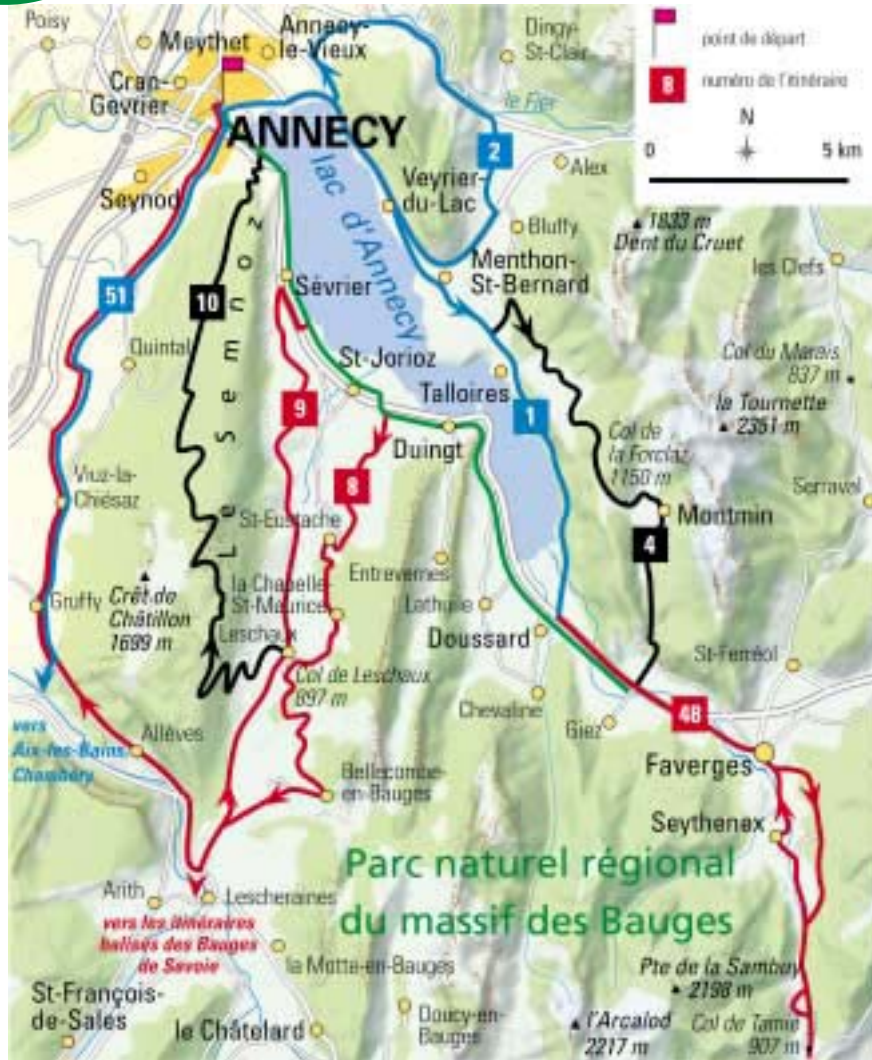 Poisy
Meythet
Annecy-
le-Vieux
Dingy-
St-Clair
point de départ
8
numéro de l'itinéraire
N
0
5 km
Cran-
Gevrier
le Fier
ANNECY
2
Alex
Seynod
Veyrier-
du-Lac
lac d'Annecy
Bluffy
1833 m
Dent du Cruet
les Clefs
Menthon-
St-Bernard
51
10
Sévrier
Le Semnoz
Quintal
St-Jorioz
Talloires
Col du Marais
837 m
la Tournette
2351 m
9
1
Duingt
Col de
la Forclaz
1150 m
Viuz-la-
Chiésaz
8
Serraval
Montmin
St-Eustache
4
Entrevernes
Gruffy
Crêt de
Châtillon
1699 m
la Chapelle-
St-Maurice
Lathuile
Leschaux
Doussard
Col de Leschaux
897 m
St-Ferréol
Chevaline
Giez
48
vers
Aix-les-Bains
Chambéry
Allèves
Faverges
Bellecombe-
en-Bauges
Seythenex
Parc naturel régional
du massif des Bauges
Arith
Lescheraines
vers les itinéraires
balisés des Bauges
de Savoie
la Motte-en-Bauges
Pte de la Sambuy
2198 m
St-François-
de-Sales
le Châtelard
Doucy-en-
Bauges
l'Arcalod
2217 m
Col de Tamié
907 m